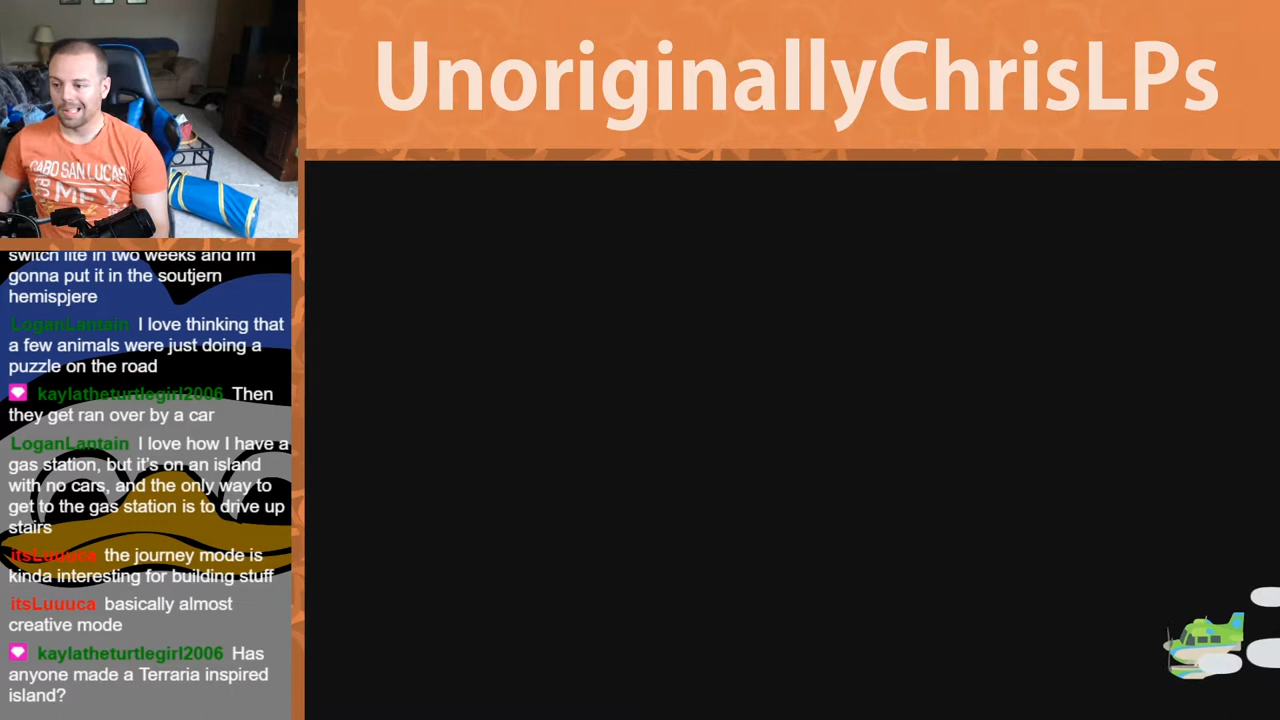 UnoriginallyChrisLPs
CABO SAN LUCAS
switch lite in two weeks and im
gonna put it in the soutjern
hemispjere
LoganLantain I love thinking that
a few animals were just doing a
puzzle on the road
kaylatheturtlegirl2006 Then
they get ran over by a car
LoganLantain I love how I have a
gas station, but it's on an island
with no cars, and the only way to
get to the gas station is to drive up
stairs
itsLuuuca the journey mode is
kinda interesting for building stuff
itsLuuuca basically almost
creative mode
kaylatheturtlegirl2006 Has
anyone made a Terraria inspired
island?